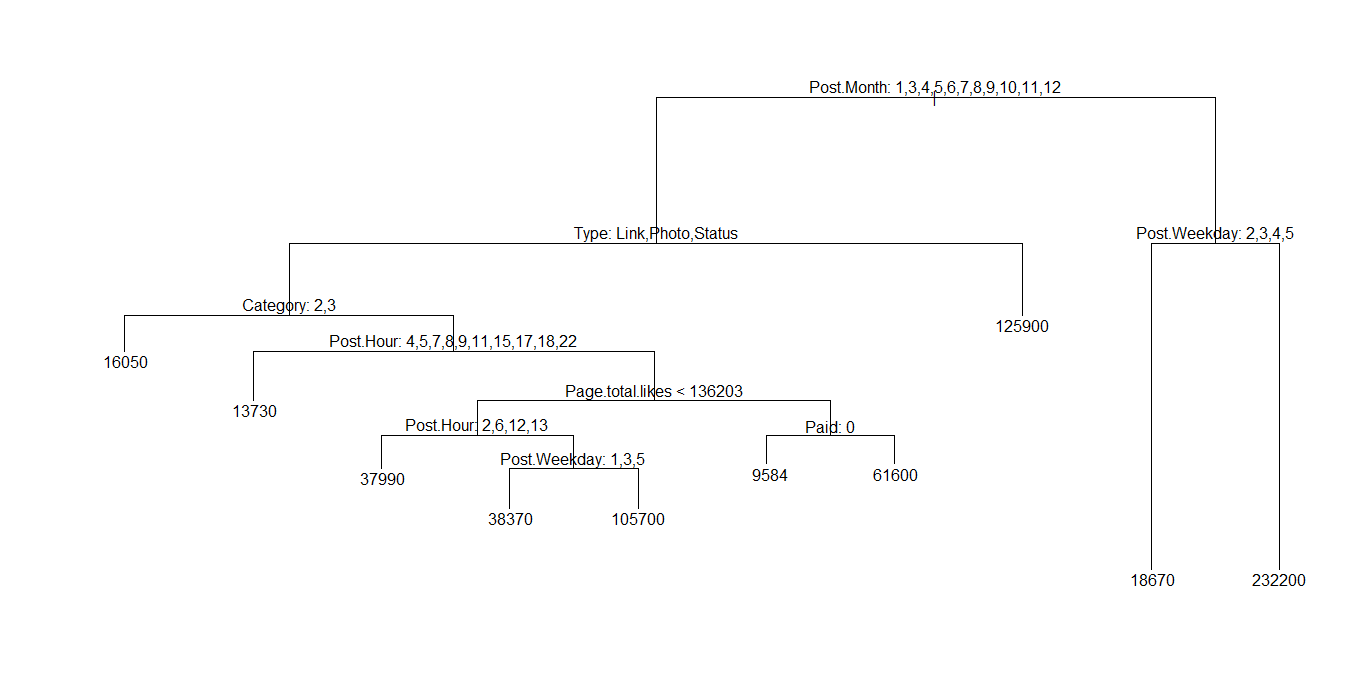 Post.Month: 1,3,4,5,6,7,8,9,10,11,12
Type: Link,Photo,Status
Post.Weekday: 2,3,4,5
Category: 2,3
125900
Post.Hour: 4,5,7,8,9,11,15,17,18,22
16050
Page.total.likes < 136203
13730
Post.Hour: 2,6,12,13
Paid: 0
Post.Weekday: 1,3,5
37990
9584
61600
38370
105700
18670
232200